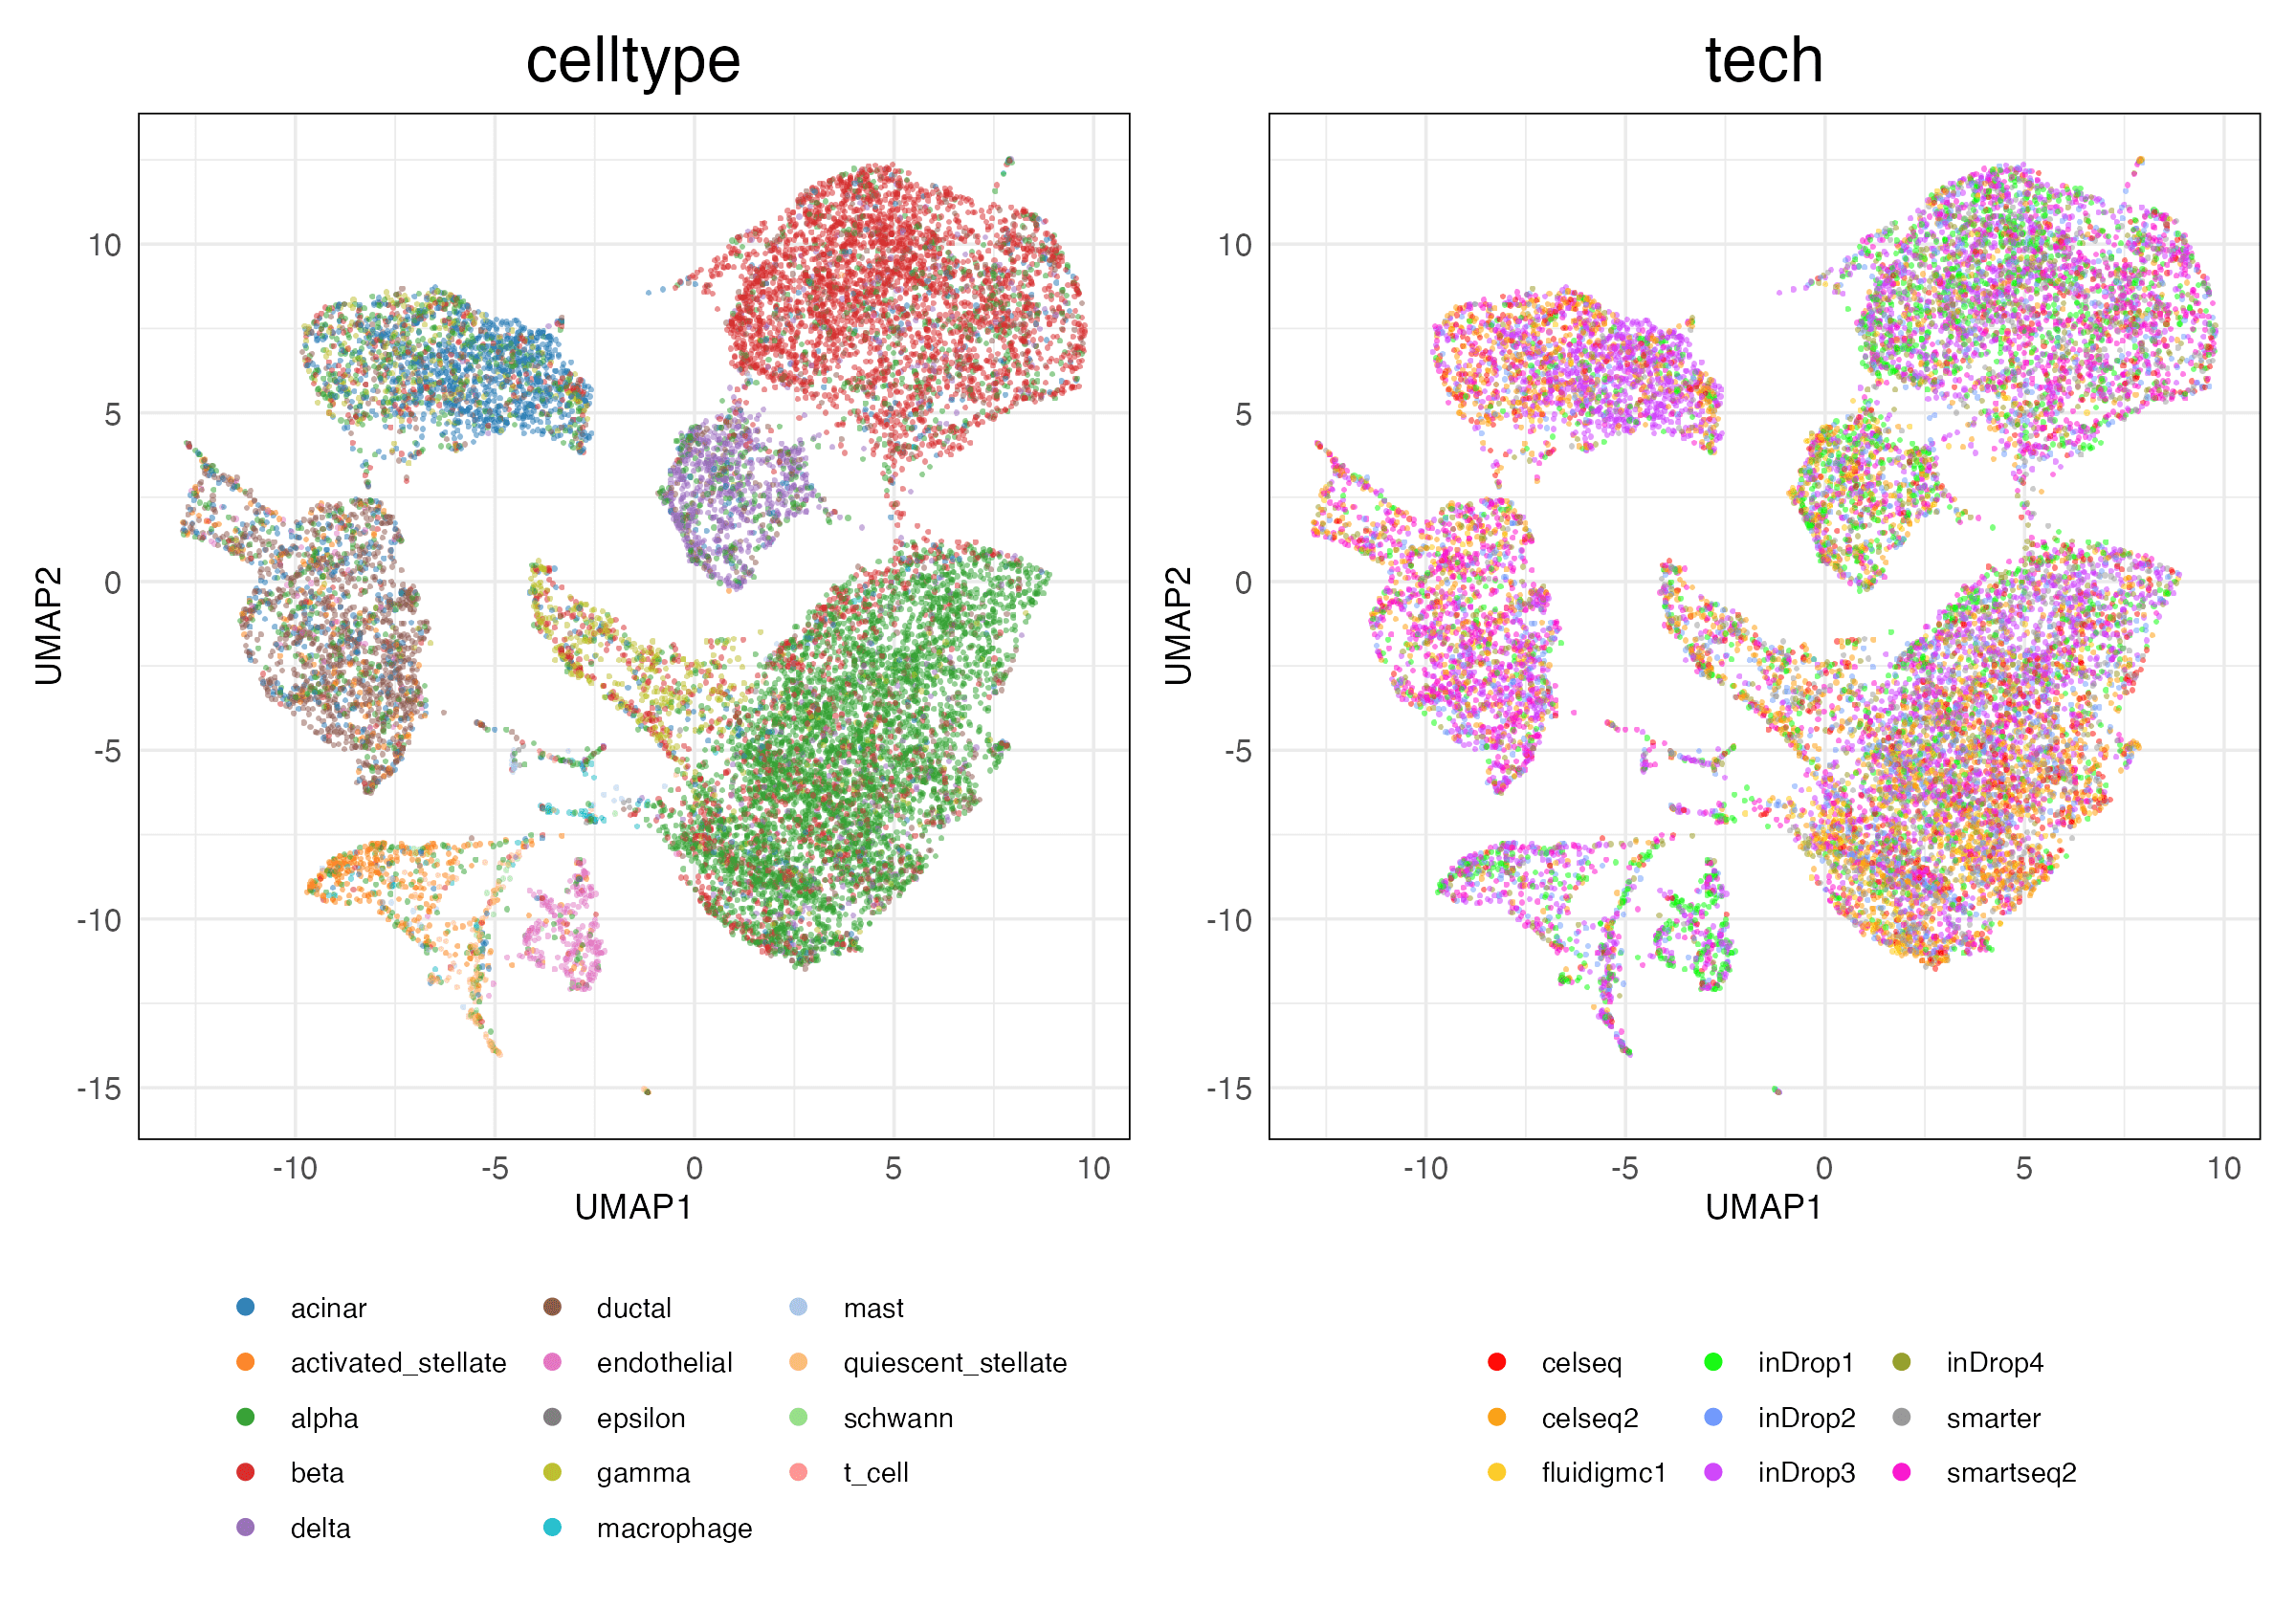 celltype
tech
10
5
0
-5
-10
-15
UMAP2
-10 -5 0 5 10
UMAP1
10
5
0
-5
-10
-15
UMAP2
-10 -5 0 5 10
UMAP1
acinar ductal mast
activated_stellate endothelial quiescent_stellate
alpha epsilon schwann
beta gamma t_cell
delta macrophage
celseq inDrop1 inDrop4
celseq2 inDrop2 smarter
fluidigmc1 inDrop3 smartseq2